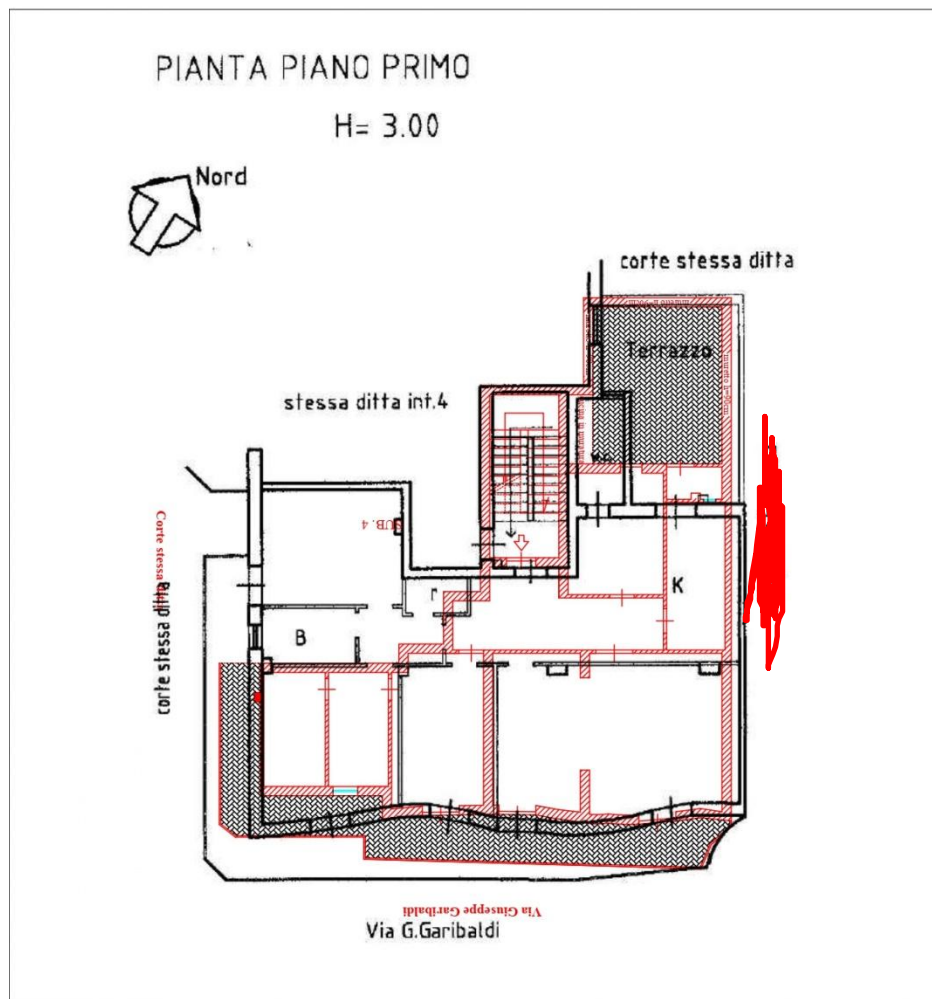 PIANTA PIANO PRIMO
H= 3.00
Nord
corte stessa ditta
Terrazzo
stessa ditta int.4
SUB. 4
Corte stessa
corte stessa ditta
r
K
B
Via Giuseppe Garibaldi
Via G.Garibaldi